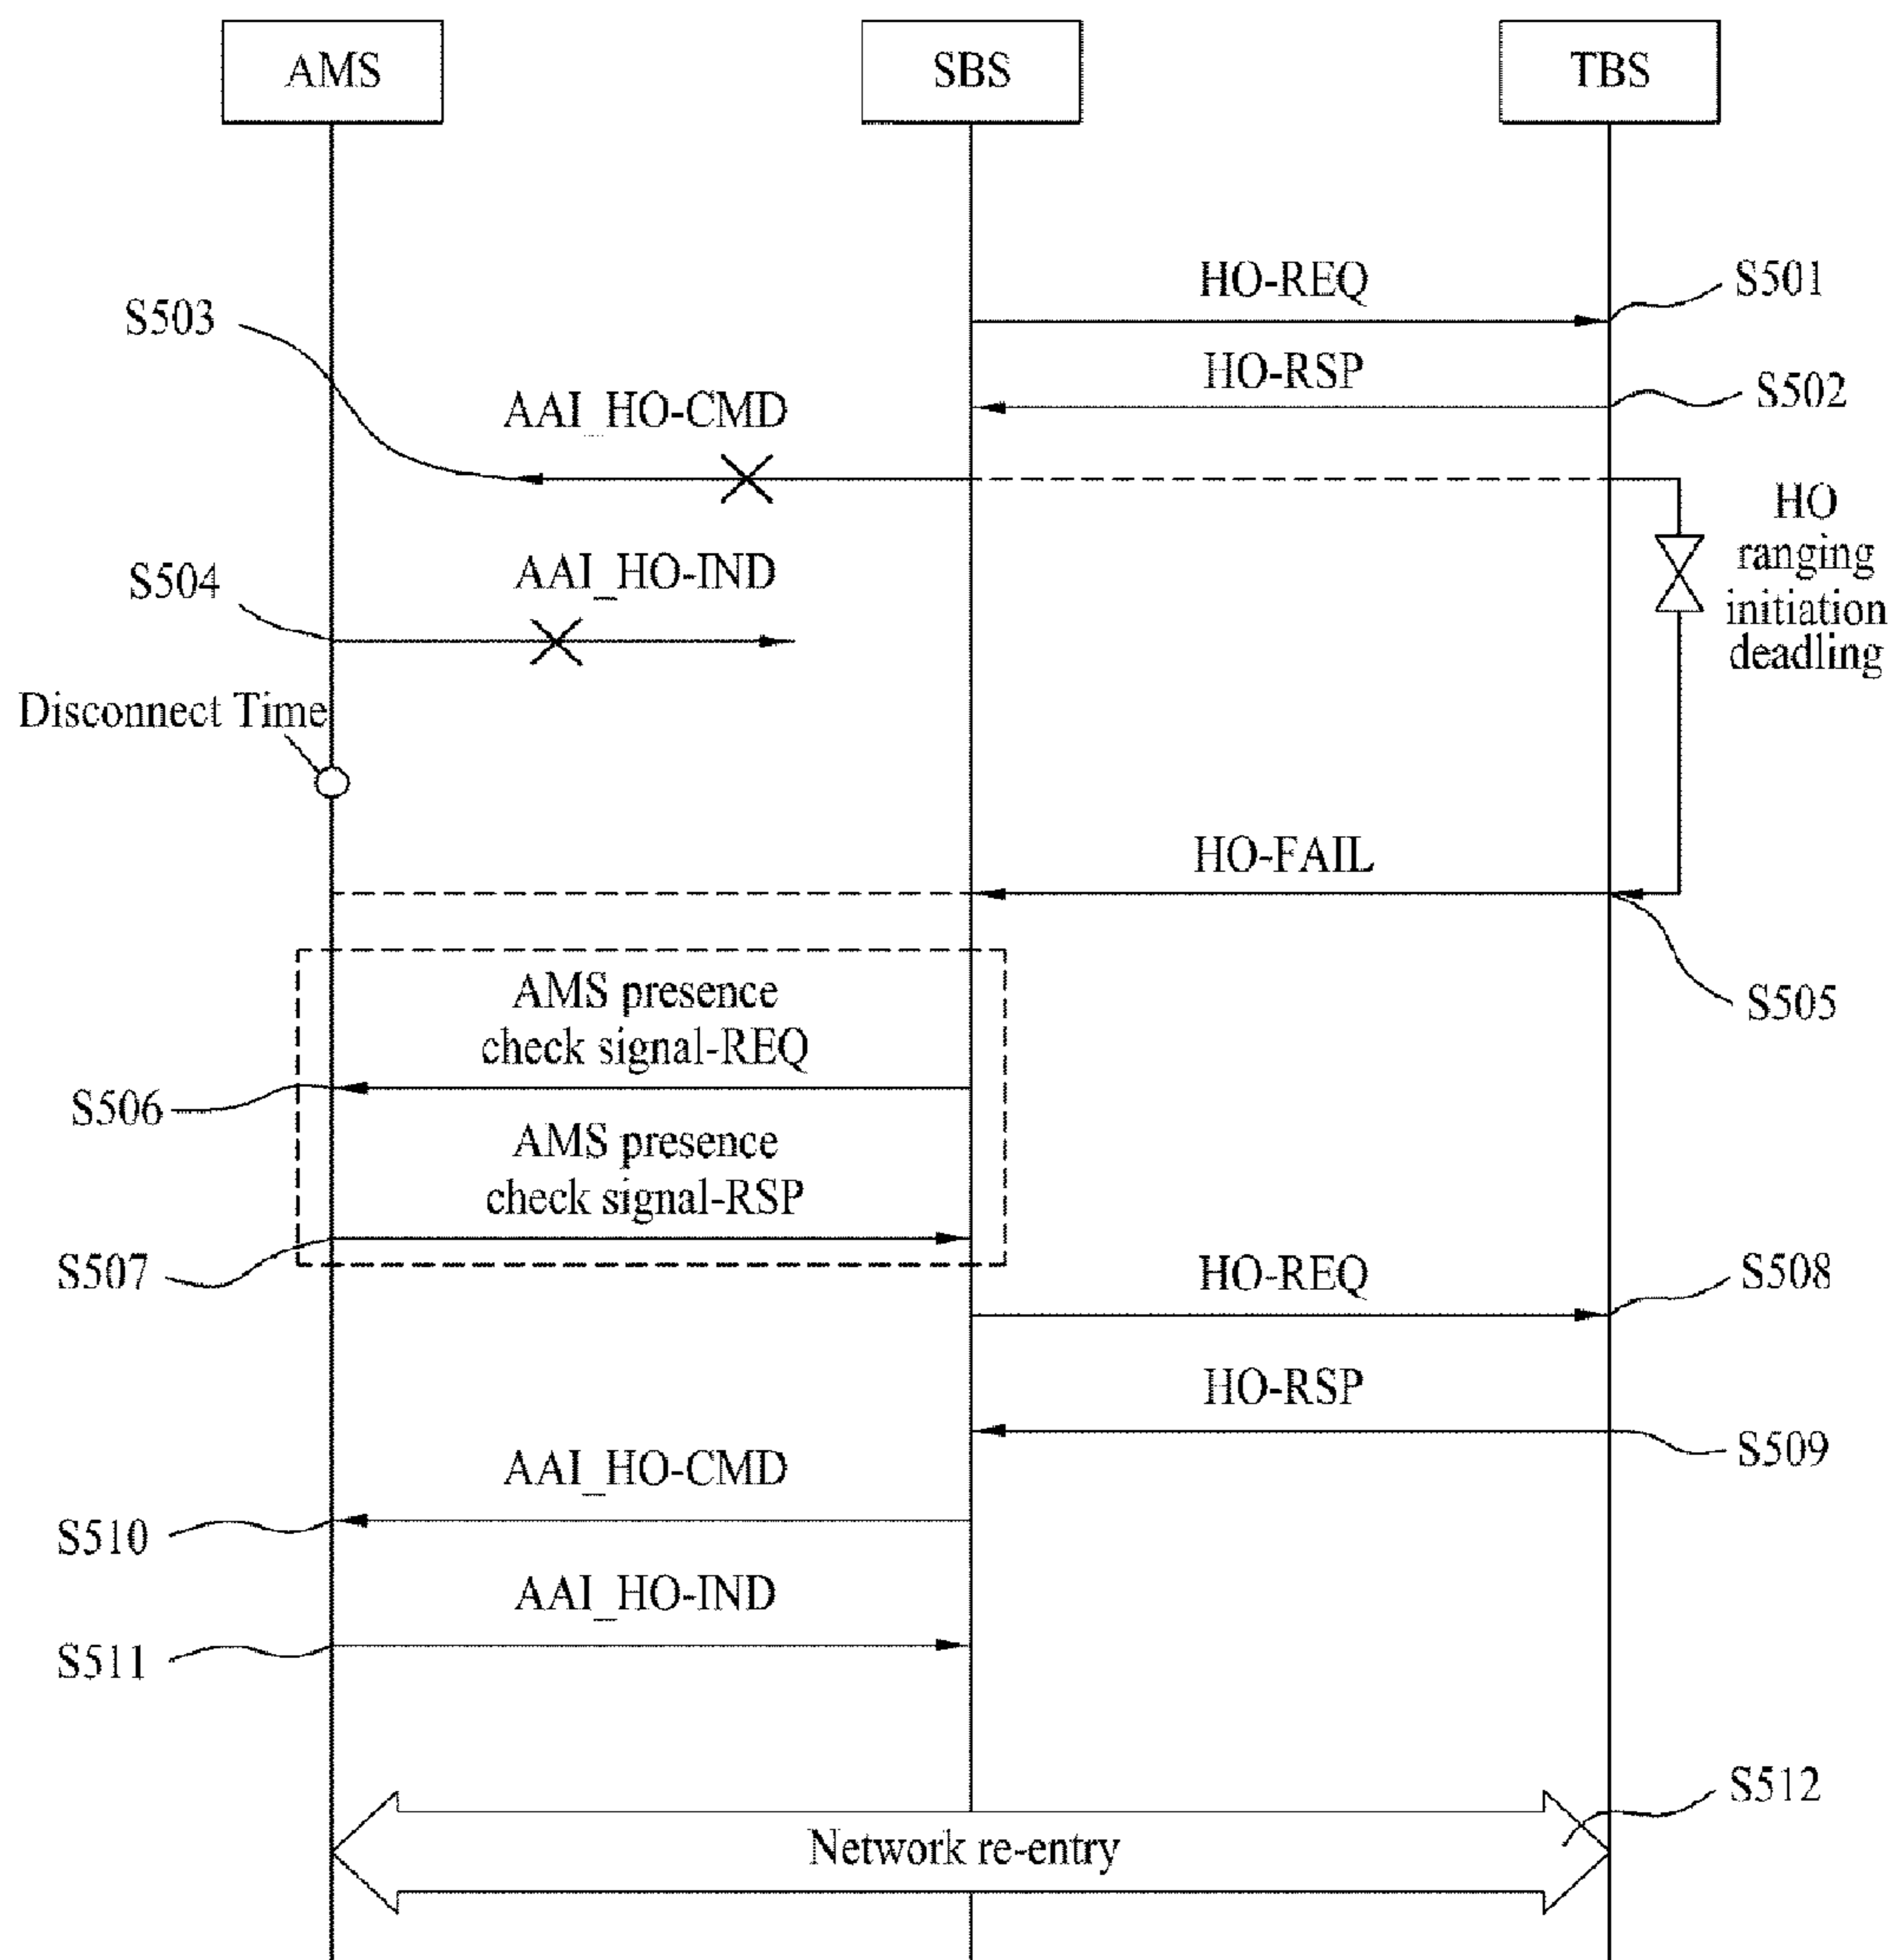 AMS
SBS
TBS
HO-REQ
S501
S503
HO-RSP
S502
AAI_HO-CMD
HO
ranging
initiation
deadling
AAI_HO-IND
S504
Disconnect Time
HO-FAIL
S505
AMS presence
check signal-REQ
S506
AMS presence
check signal-RSP
S507
HO-REQ
S508
HO-RSP
S509
AAI_HO-CMD
S510
AAI_HO-IND
S511
S512
Network re-entry